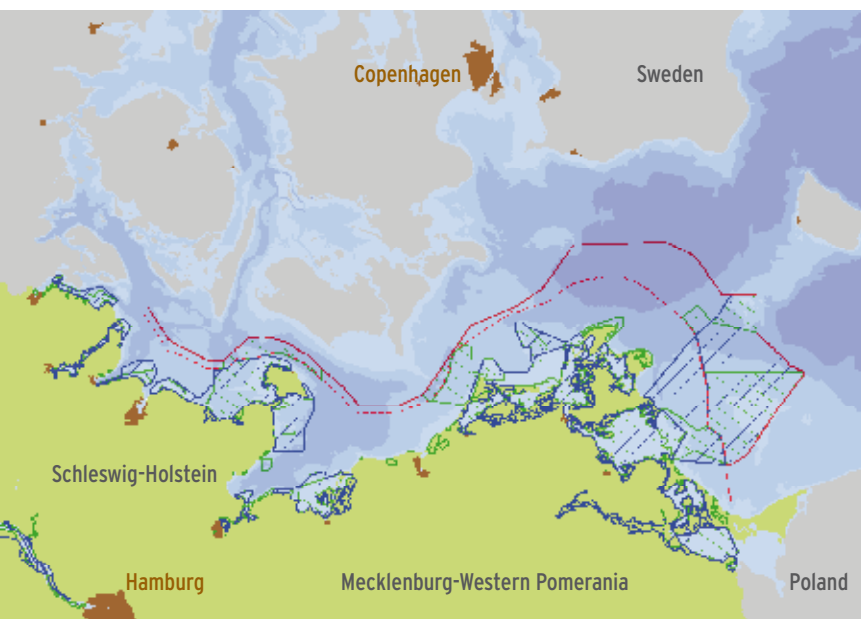 Copenhagen
Sweden
Schleswig-Holstein
Hamburg
Mecklenburg-Western Pomerania
Poland